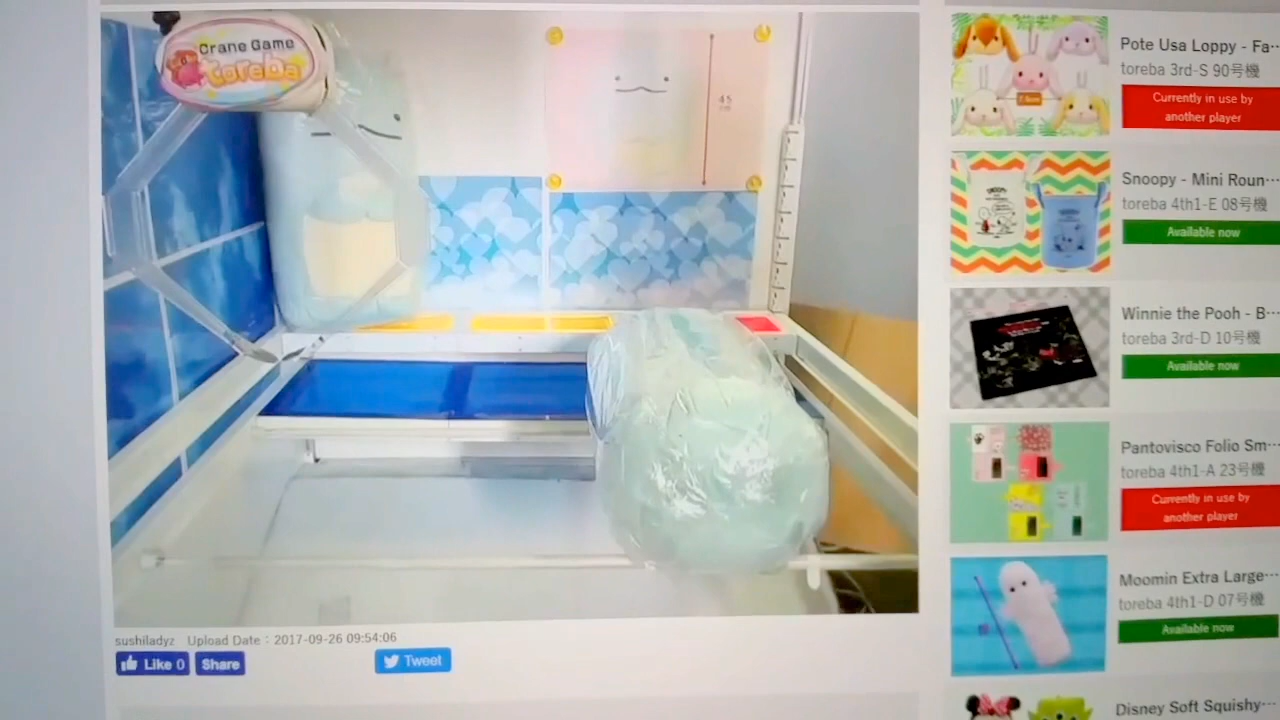 Crane Game
toreba
45
sushiladyz Upload Date：2017-09-26 09:54:06
Like 0
Share
Tweet
Pote Usa Loppy - Fa…
toreba 3rd-S 90号機
Currently in use by
another player
Snoopy - Mini Roun…
toreba 4th1-E 08号機
Available now
Winnie the Pooh - B…
toreba 3rd-D 10号機
Available now
Pantovisco Folio Sm…
toreba 4th1-A 23号機
Currently in use by
another player
Moomin Extra Large…
toreba 4th1-D 07号機
Available now
Disney Soft Squishy…